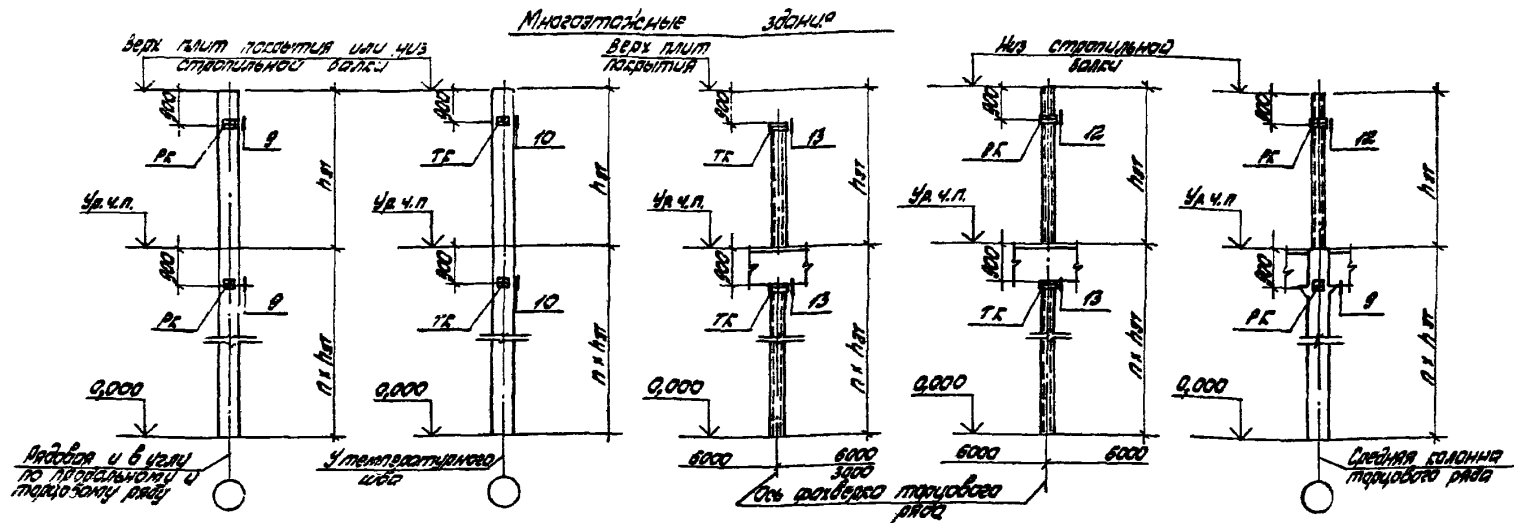 Многоэтажные здания
Верх плит покрытия или низ
стропильной балки
Верх плит
покрытия
Низ стропильной
балки
900
900
900
900
900
РК
9
ТК
10
ТК
13
РК
12
РК
12
hэт
hэт
hэт
hэт
hэт
Ур.ч.п.
Ур.ч.п
Ур.ч.п.
Ур.ч.п.
Ур.ч.п
900
900
900
900
900
РК
9
ТК
10
ТК
13
ТК
13
РК
9
n x hэт
n x hэт
n x hэт
n x hэт
n x hэт
0,000
0,000
0,000
0,000
0,000
Рядовая и в углу
по продольному и
торцовому ряду
У температурного
шва
6000
6000
3000
6000
6000
Ось фахверка торцового
ряда
Средняя колонна
торцового ряда